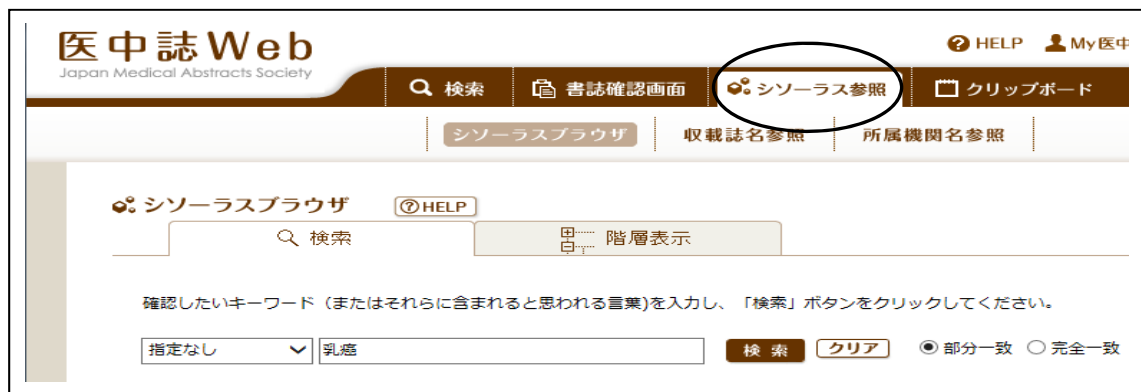 医中誌Web
Japan Medical Abstracts Society
HELP My医中
検索 書誌確認画面 シソーラス参照 クリップボード
シソーラスブラウザ 収載誌名参照 所属機関名参照
シソーラスブラウザ HELP
検索 階層表示
確認したいキーワード（またはそれらに含まれると思われる言葉)を入力し、「検索」ボタンをクリックしてください。
指定なし 乳癌 検索 クリア 部分一致 完全一致